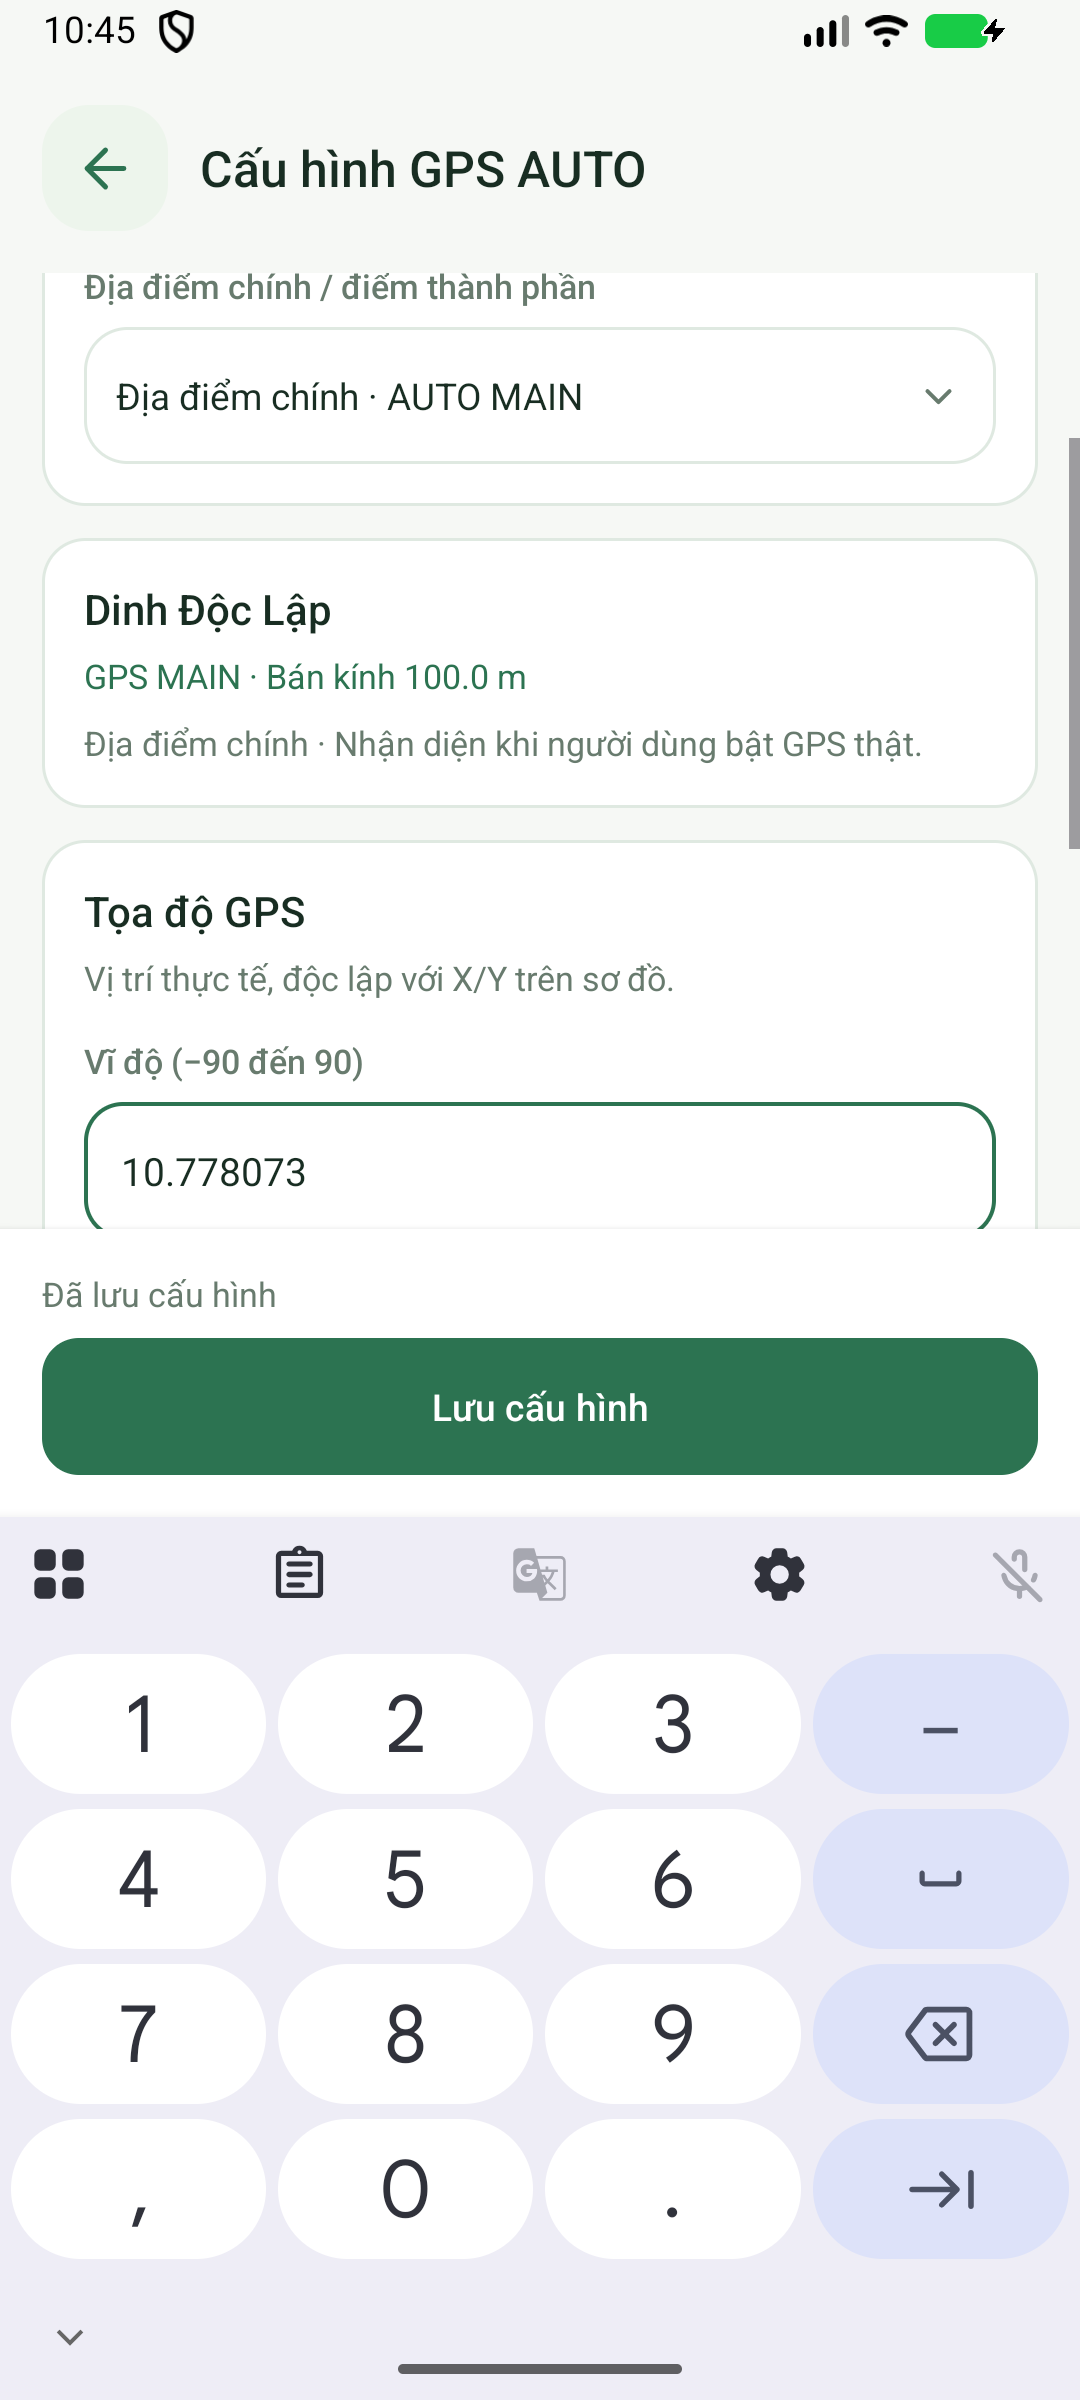 10:45
Cấu hình GPS AUTO
Địa điểm chính / điểm thành phần
Địa điểm chính · AUTO MAIN
Dinh Độc Lập
GPS MAIN · Bán kính 100.0 m
Địa điểm chính · Nhận diện khi người dùng bật GPS thật.
Tọa độ GPS
Vị trí thực tế, độc lập với X/Y trên sơ đồ.
Vĩ độ (−90 đến 90)
10.778073
Đã lưu cấu hình
Lưu cấu hình
1 2 3 –
4 5 6
7 8 9
, 0 .